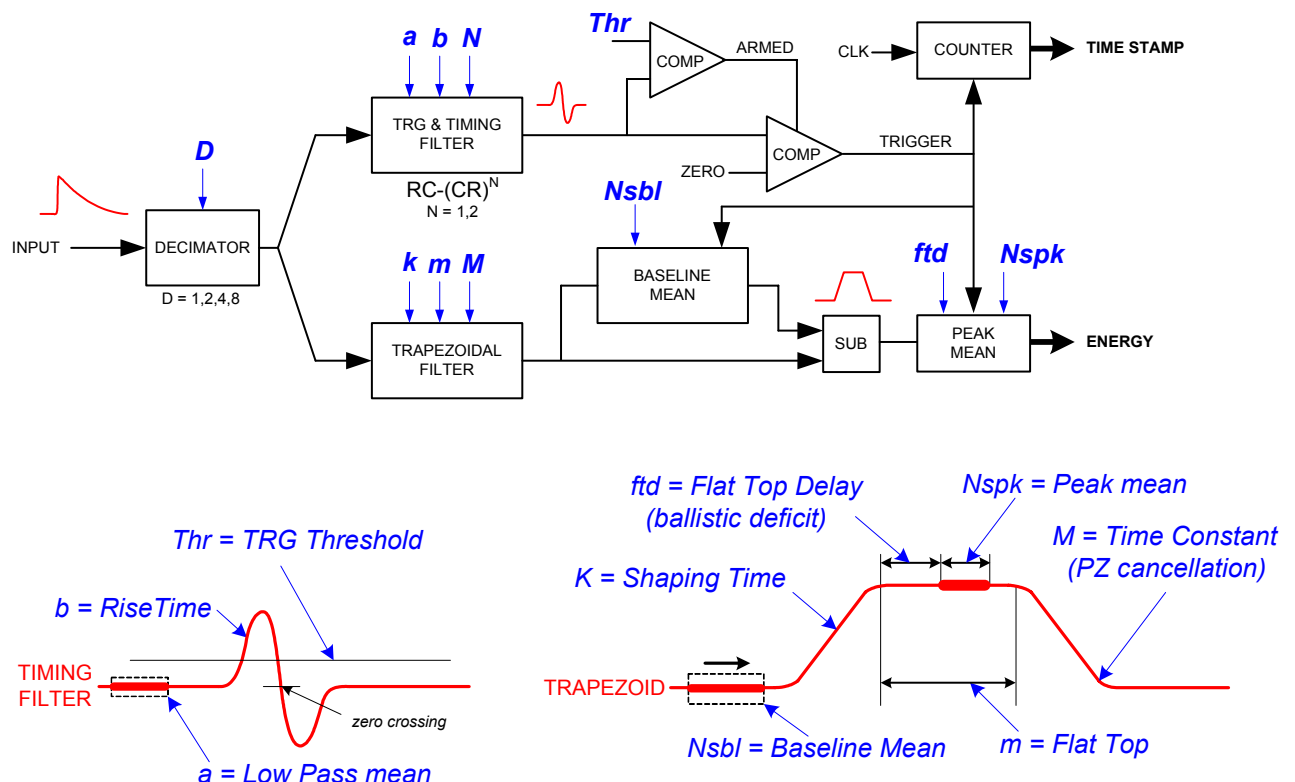 a b N
Thr
ARMED
COMP
CLK
COUNTER
TIME STAMP
TRG & TIMING
FILTER
RC-(CR)^N
N = 1,2
COMP
ZERO
TRIGGER
D
INPUT
DECIMATOR
D = 1,2,4,8
Nsbl
BASELINE
MEAN
k m M
TRAPEZOIDAL
FILTER
SUB
ftd
Nspk
PEAK
MEAN
ENERGY
Thr = TRG Threshold
b = RiseTime
TIMING
FILTER
zero crossing
a = Low Pass mean
ftd = Flat Top Delay
(ballistic deficit)
Nspk = Peak mean
K = Shaping Time
M = Time Constant
(PZ cancellation)
TRAPEZOID
Nsbl = Baseline Mean
m = Flat Top